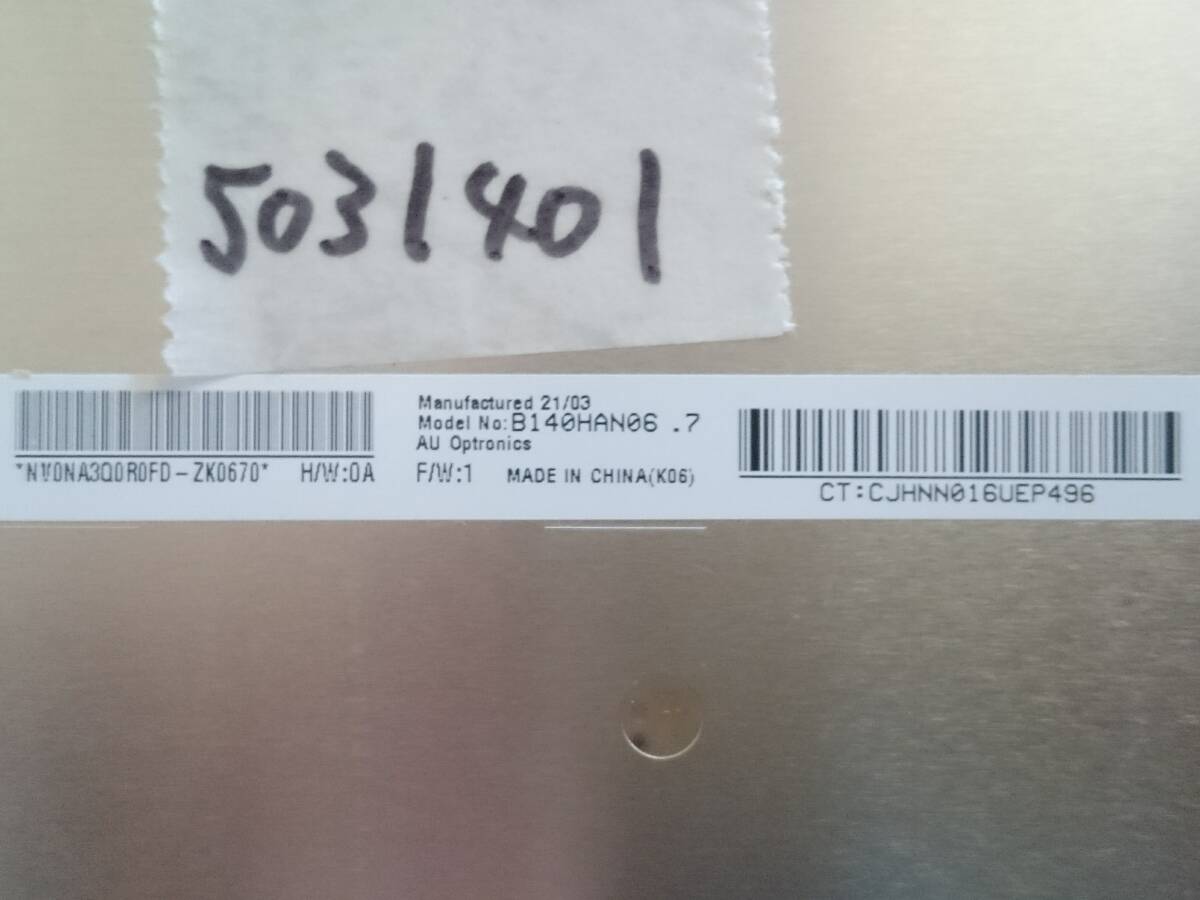 5031401
*NV0NA3Q0R0FD-ZK0670* H/W:0A
Manufactured 21/03
Model No:B140HAN06 .7
AU Optronics
F/W:1 MADE IN CHINA(K06)
CT:CJHNN016UEP496